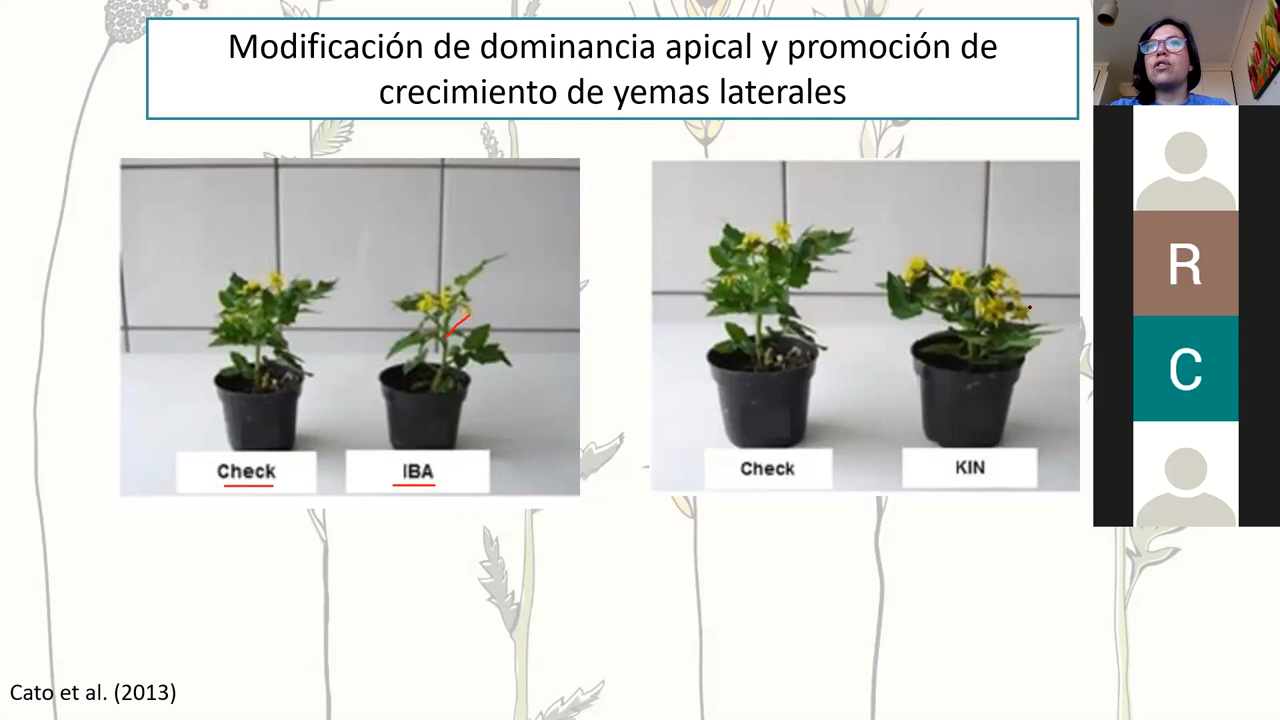 Modificación de dominancia apical y promoción de
crecimiento de yemas laterales
Check
IBA
Check
KIN
R
C
Cato et al. (2013)